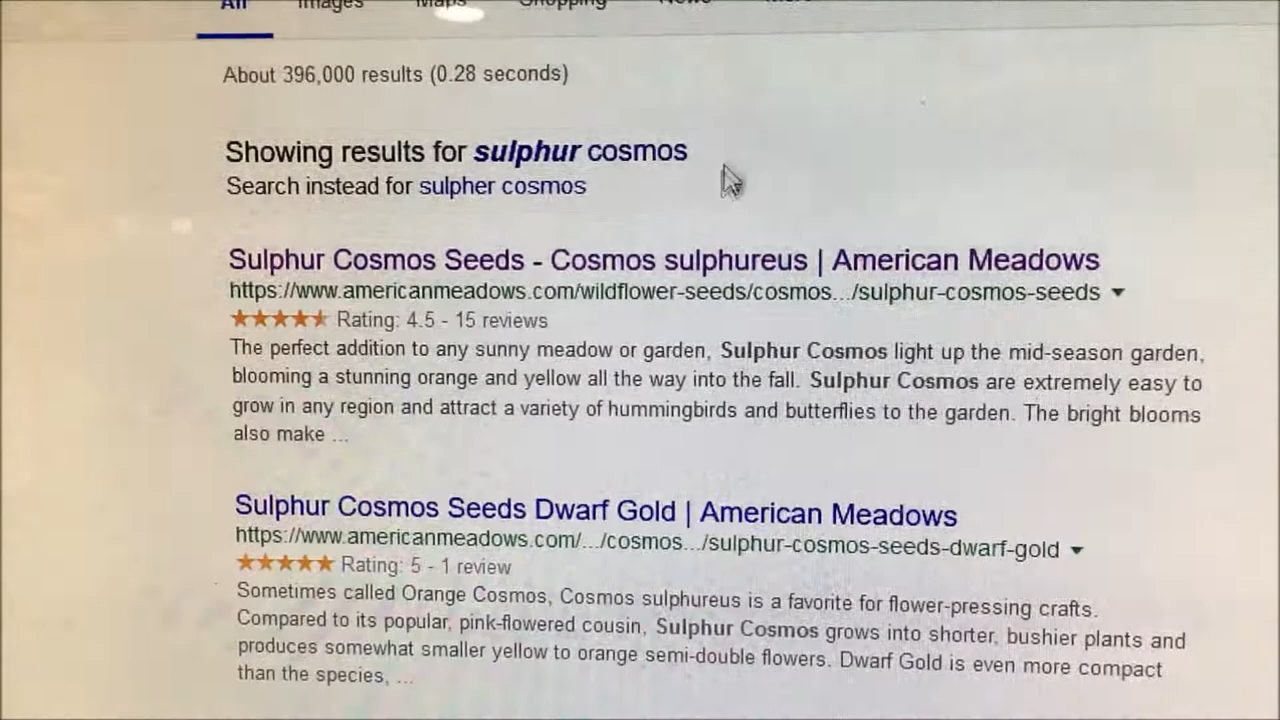 All Images Maps Shopping News
About 396,000 results (0.28 seconds)
Showing results for sulphur cosmos
Search instead for sulpher cosmos
Sulphur Cosmos Seeds - Cosmos sulphureus | American Meadows
https://www.americanmeadows.com/wildflower-seeds/cosmos.../sulphur-cosmos-seeds
Rating: 4.5 - 15 reviews
The perfect addition to any sunny meadow or garden, Sulphur Cosmos light up the mid-season garden,
blooming a stunning orange and yellow all the way into the fall. Sulphur Cosmos are extremely easy to
grow in any region and attract a variety of hummingbirds and butterflies to the garden. The bright blooms
also make ...
Sulphur Cosmos Seeds Dwarf Gold | American Meadows
https://www.americanmeadows.com/.../cosmos.../sulphur-cosmos-seeds-dwarf-gold
Rating: 5 - 1 review
Sometimes called Orange Cosmos, Cosmos sulphureus is a favorite for flower-pressing crafts.
Compared to its popular, pink-flowered cousin, Sulphur Cosmos grows into shorter, bushier plants and
produces somewhat smaller yellow to orange semi-double flowers. Dwarf Gold is even more compact
than the species, ...